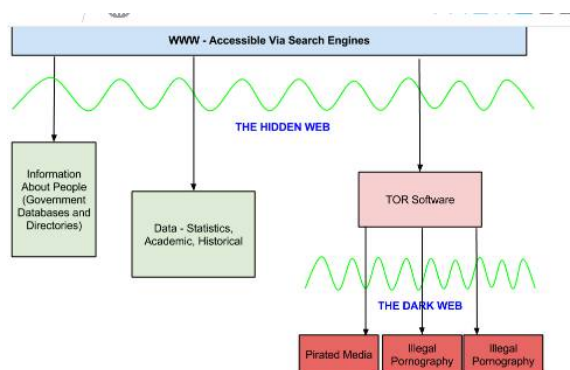 WWW - Accessible Via Search Engines
THE HIDDEN WEB
Information
About People
(Government
Databases and
Directories)
Data - Statistics,
Academic, Historical
TOR Software
THE DARK WEB
Pirated Media
Illegal
Pornography
Illegal
Pornography